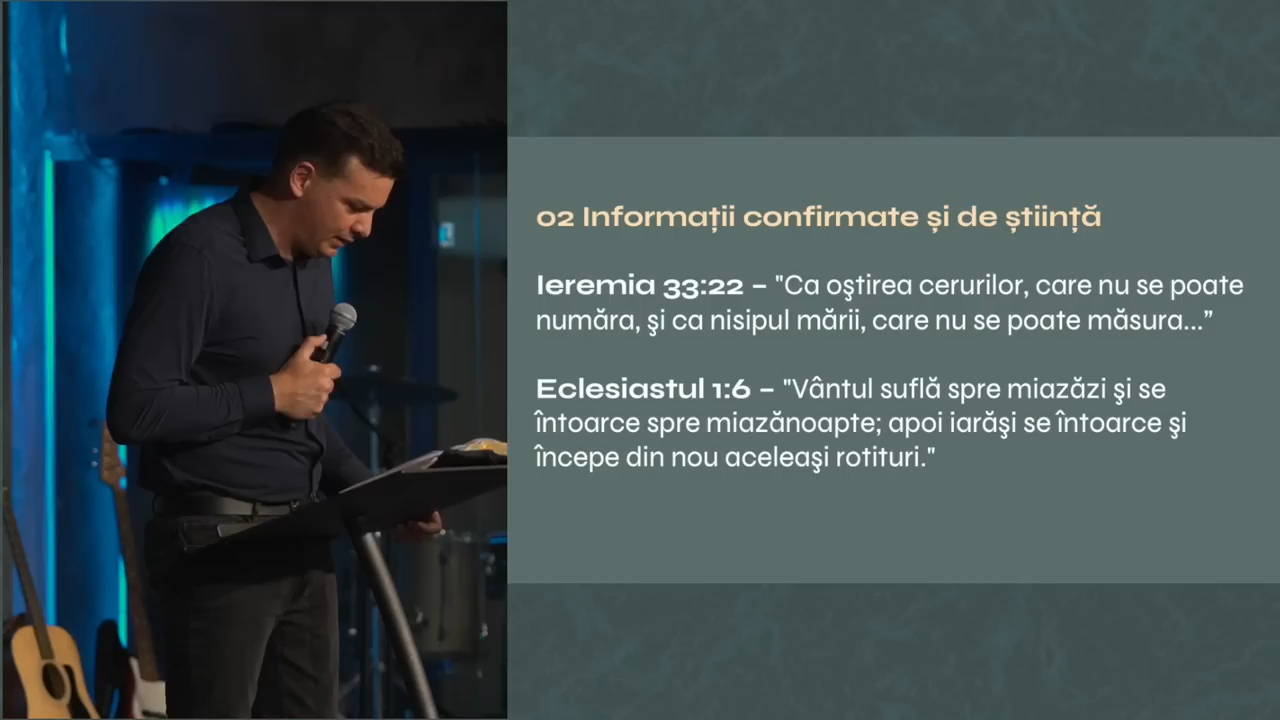 02 Informații confirmate și de știință
Ieremia 33:22 – "Ca oştirea cerurilor, care nu se poate
număra, şi ca nisipul mării, care nu se poate măsura...”
Eclesiastul 1:6 – "Vântul suflă spre miazăzi şi se
întoarce spre miazănoapte; apoi iarăşi se întoarce şi
începe din nou aceleaşi rotituri."